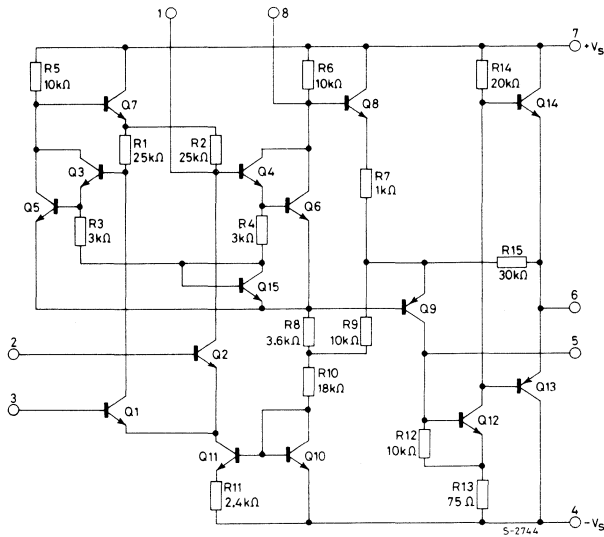 1
8
7
+Vs
R5
10kΩ
Q7
R6
10kΩ
Q8
R14
20kΩ
Q14
R1
25kΩ
R2
25kΩ
Q3
Q4
Q5
Q6
R7
1kΩ
R3
3kΩ
R4
3kΩ
R15
30kΩ
Q15
6
Q9
R8
3.6kΩ
R9
10kΩ
2
Q2
5
R10
18kΩ
Q13
3
Q1
Q12
R12
10kΩ
Q11
Q10
R11
2.4kΩ
R13
75Ω
4
-Vs
S-2744